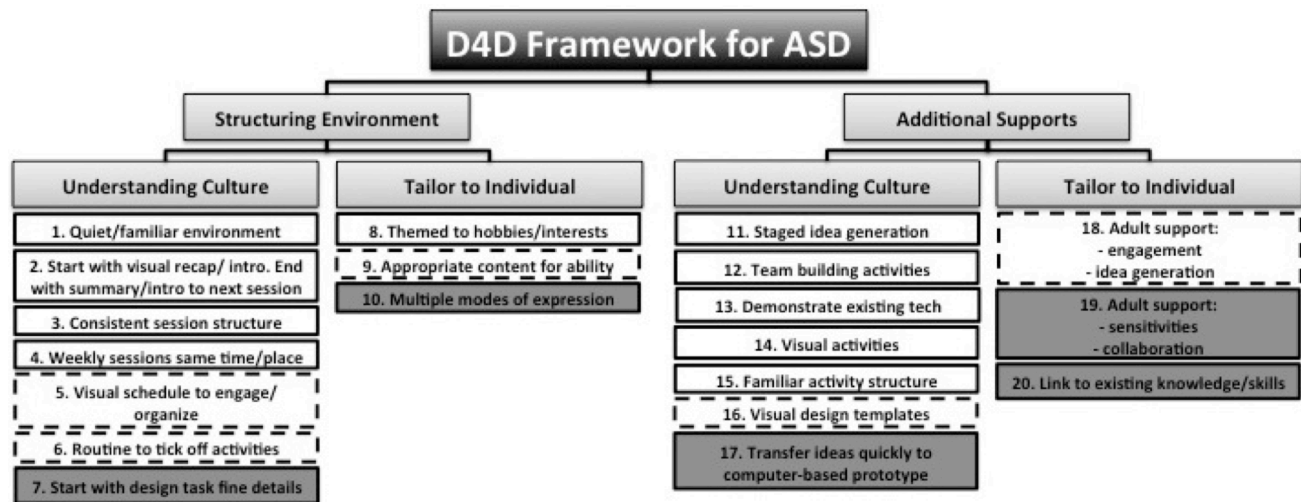 D4D Framework for ASD
Structuring Environment
Additional Supports
Understanding Culture
Tailor to Individual
Understanding Culture
Tailor to Individual
1. Quiet/familiar environment
2. Start with visual recap/ intro. End
with summary/intro to next session
3. Consistent session structure
4. Weekly sessions same time/place
5. Visual schedule to engage/
organize
6. Routine to tick off activities
7. Start with design task fine details
8. Themed to hobbies/interests
9. Appropriate content for ability
10. Multiple modes of expression
11. Staged idea generation
12. Team building activities
13. Demonstrate existing tech
14. Visual activities
15. Familiar activity structure
16. Visual design templates
17. Transfer ideas quickly to
computer-based prototype
18. Adult support:
- engagement
- idea generation
19. Adult support:
- sensitivities
- collaboration
20. Link to existing knowledge/skills